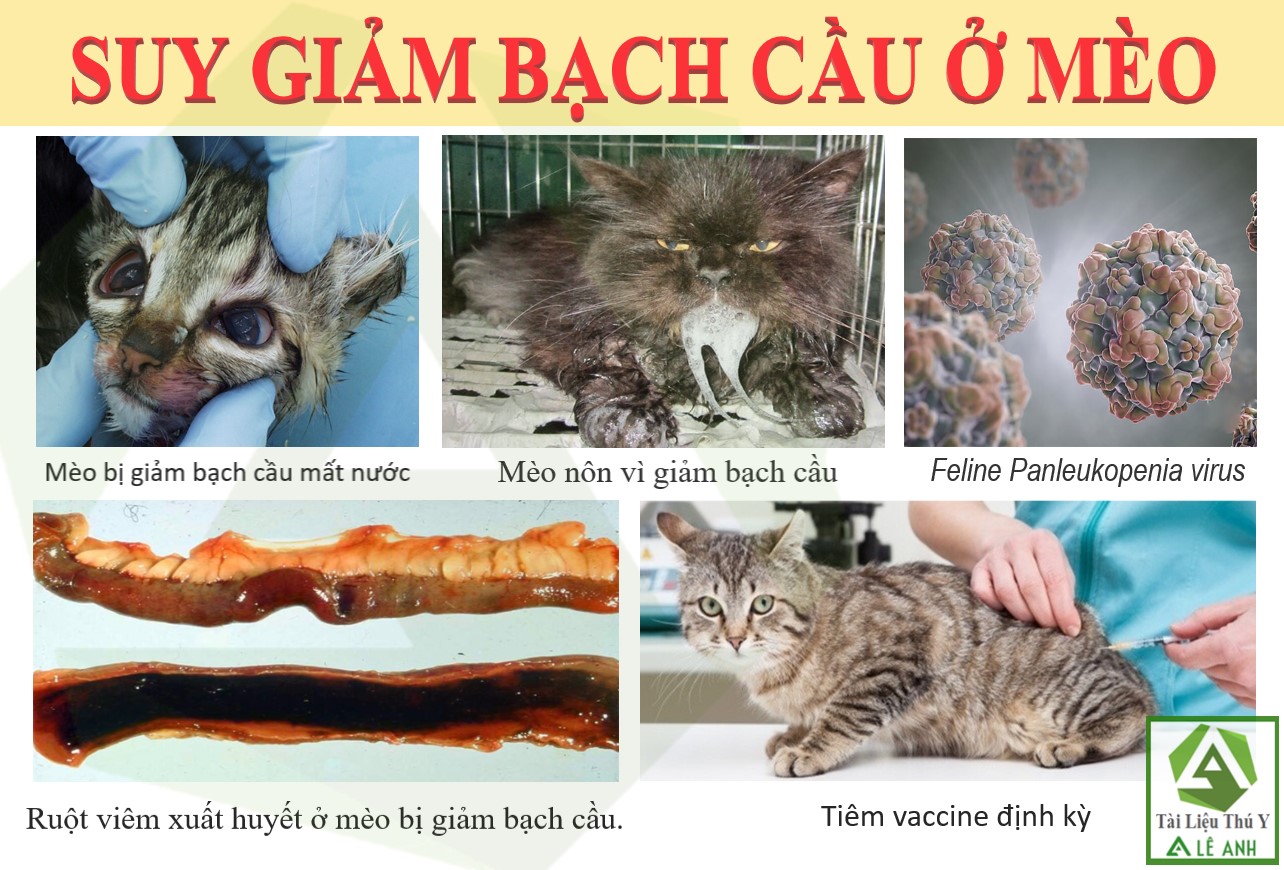 SUY GIẢM BẠCH CẦU Ở MÈO
Mèo bị giảm bạch cầu mất nước
Mèo nôn vì giảm bạch cầu
Feline Panleukopenia virus
Ruột viêm xuất huyết ở mèo bị giảm bạch cầu.
Tiêm vaccine định kỳ
Tài Liệu Thú Y
LÊ ANH